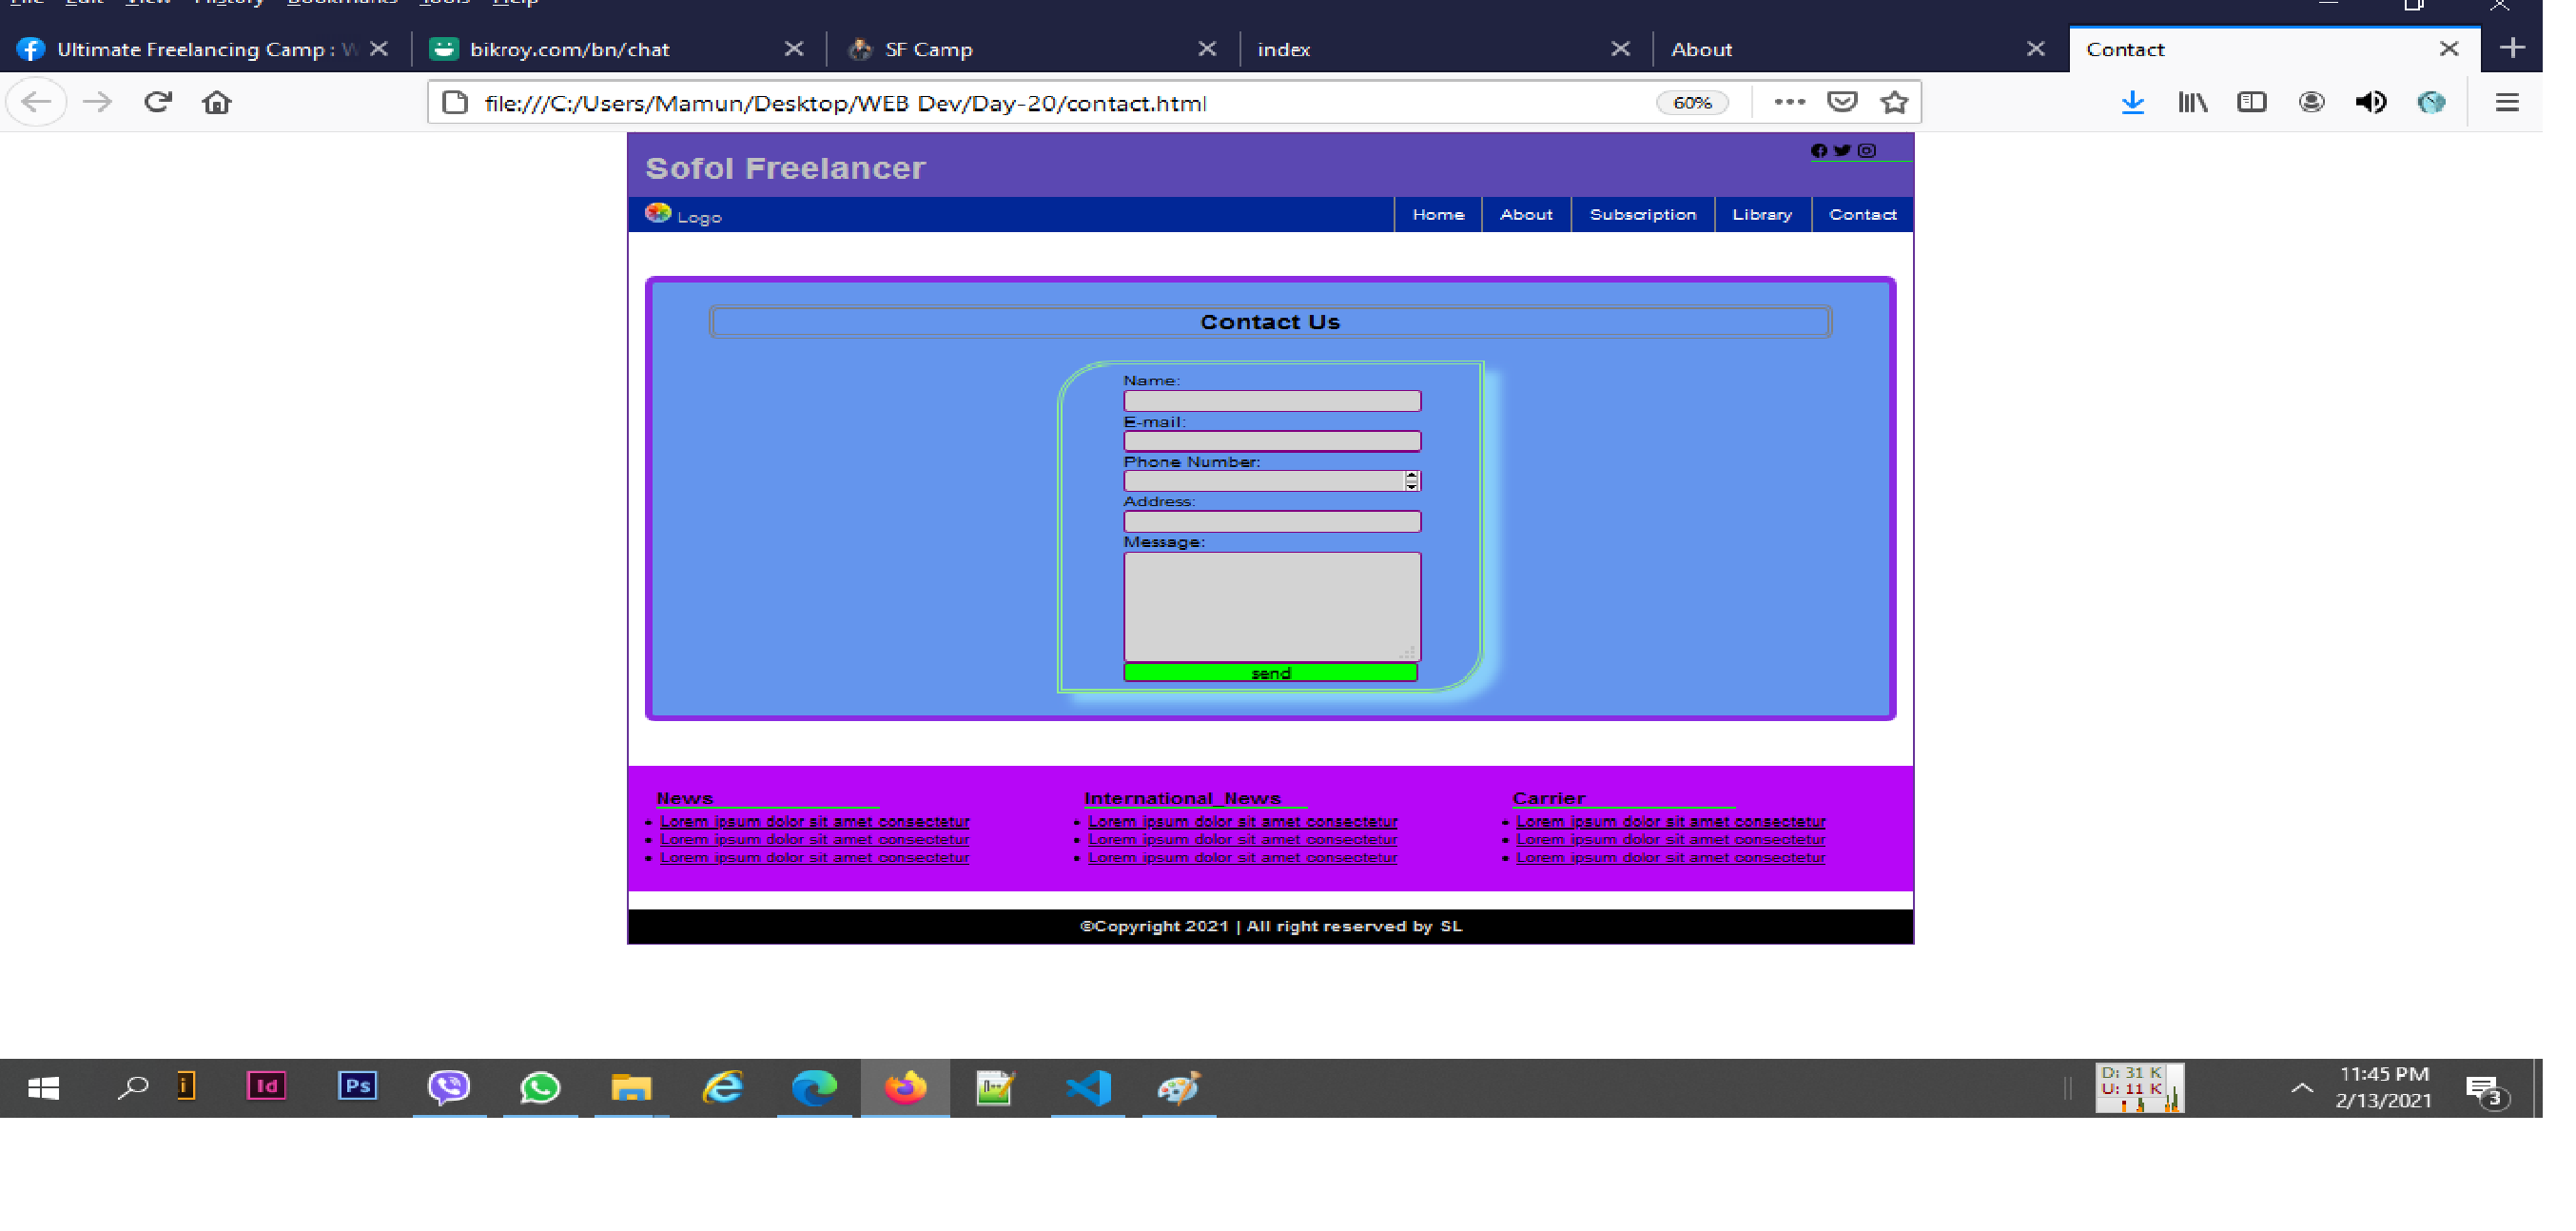 File Edit View History Bookmarks Tools Help
Ultimate Freelancing Camp : W bikroy.com/bn/chat SF Camp index About Contact
file:///C:/Users/Mamun/Desktop/WEB Dev/Day-20/contact.html 60%
Sofol Freelancer
Logo Home About Subscription Library Contact
Contact Us
Name:
E-mail:
Phone Number:
Address:
Message:
send
News International_News Carrier
Lorem ipsum dolor sit amet consectetur Lorem ipsum dolor sit amet consectetur Lorem ipsum dolor sit amet consectetur
Lorem ipsum dolor sit amet consectetur Lorem ipsum dolor sit amet consectetur Lorem ipsum dolor sit amet consectetur
Lorem ipsum dolor sit amet consectetur Lorem ipsum dolor sit amet consectetur Lorem ipsum dolor sit amet consectetur
©Copyright 2021 | All right reserved by SL
i Id Ps D: 31 K 11:45 PM
U: 11 K 2/13/2021 3